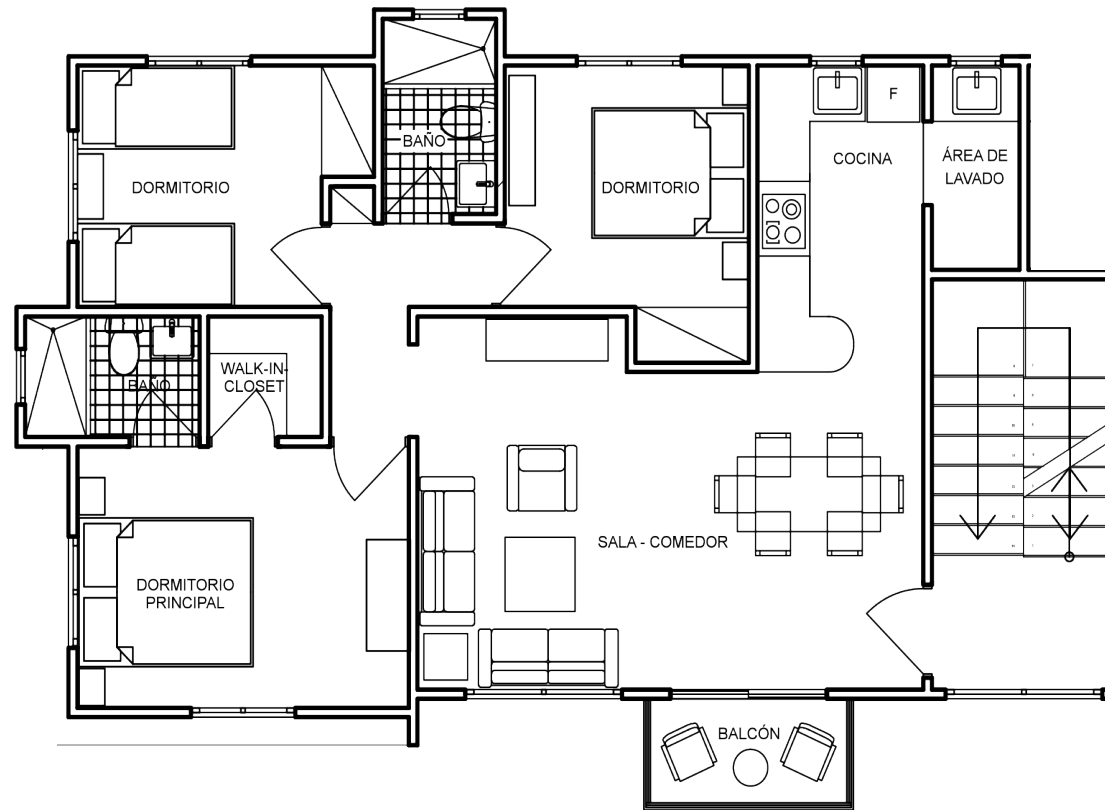 F
BAÑO
COCINA
ÁREA DE
LAVADO
DORMITORIO
DORMITORIO
WALK-IN-
CLOSET
BAÑO
SALA - COMEDOR
DORMITORIO
PRINCIPAL
BALCÓN